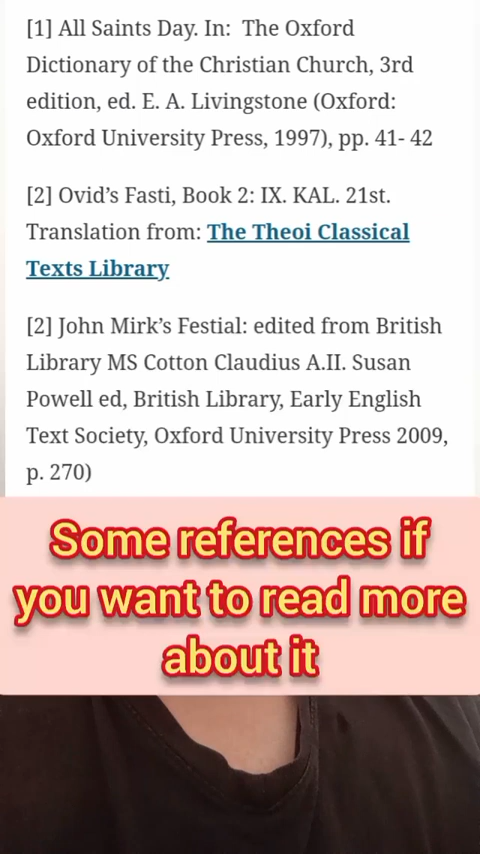 [1] All Saints Day. In:  The Oxford
Dictionary of the Christian Church, 3rd
edition, ed. E. A. Livingstone (Oxford:
Oxford University Press, 1997), pp. 41- 42
[2] Ovid’s Fasti, Book 2: IX. KAL. 21st.
Translation from: The Theoi Classical
Texts Library
[2] John Mirk’s Festial: edited from British
Library MS Cotton Claudius A.II. Susan
Powell ed, British Library, Early English
Text Society, Oxford University Press 2009,
p. 270)
Some references if
you want to read more
about it